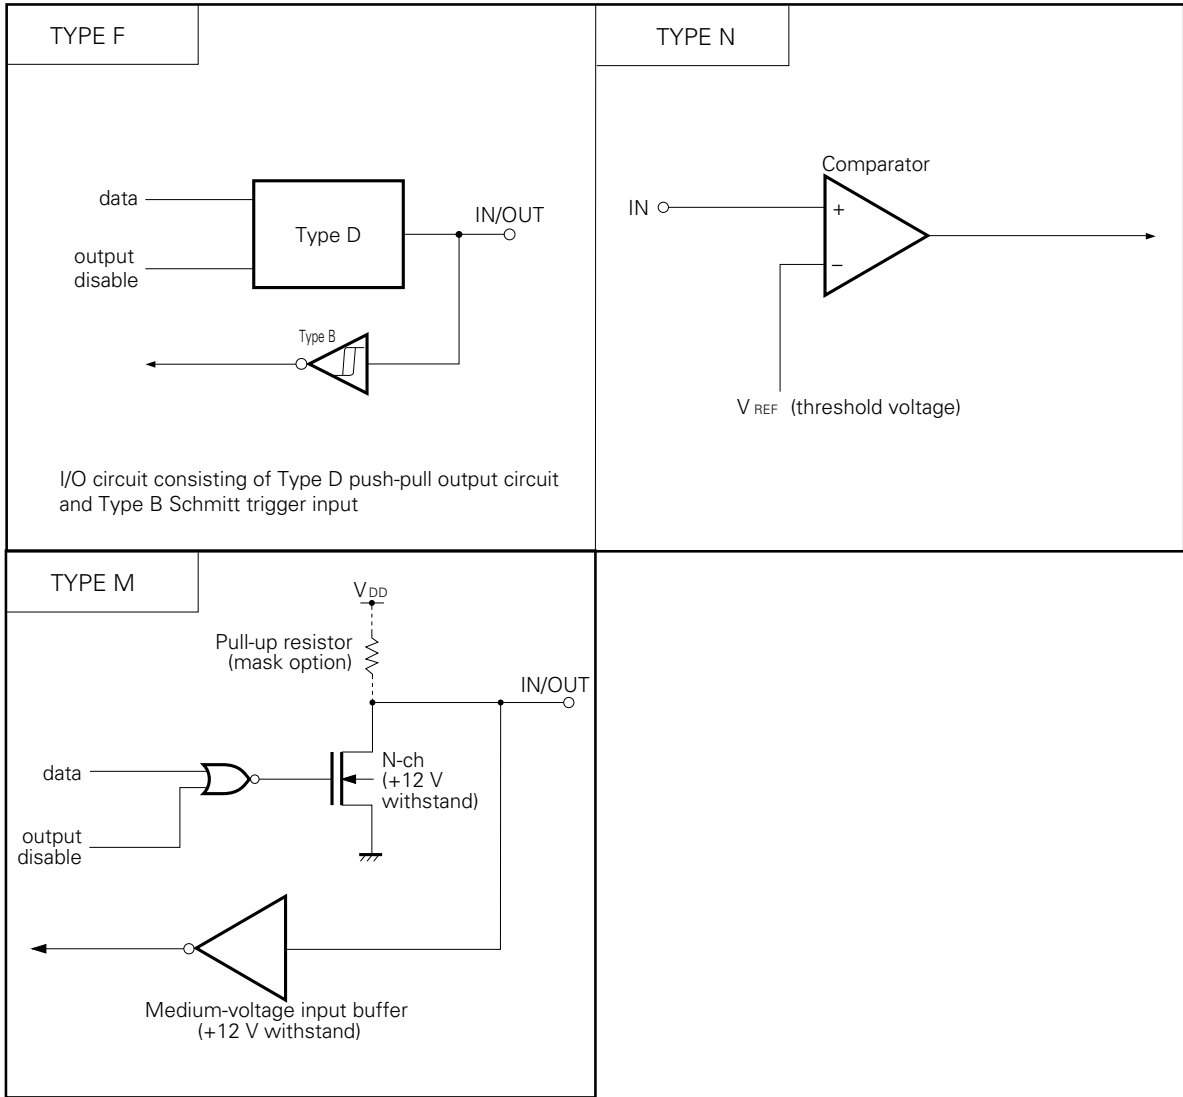 TYPE F
data
output
disable
Type D
IN/OUT
Type B
I/O circuit consisting of Type D push-pull output circuit
and Type B Schmitt trigger input
TYPE N
Comparator
IN
+
−
V REF (threshold voltage)
TYPE M
VDD
Pull-up resistor
(mask option)
IN/OUT
data
output
disable
N-ch
(+12 V
withstand)
Medium-voltage input buffer
(+12 V withstand)